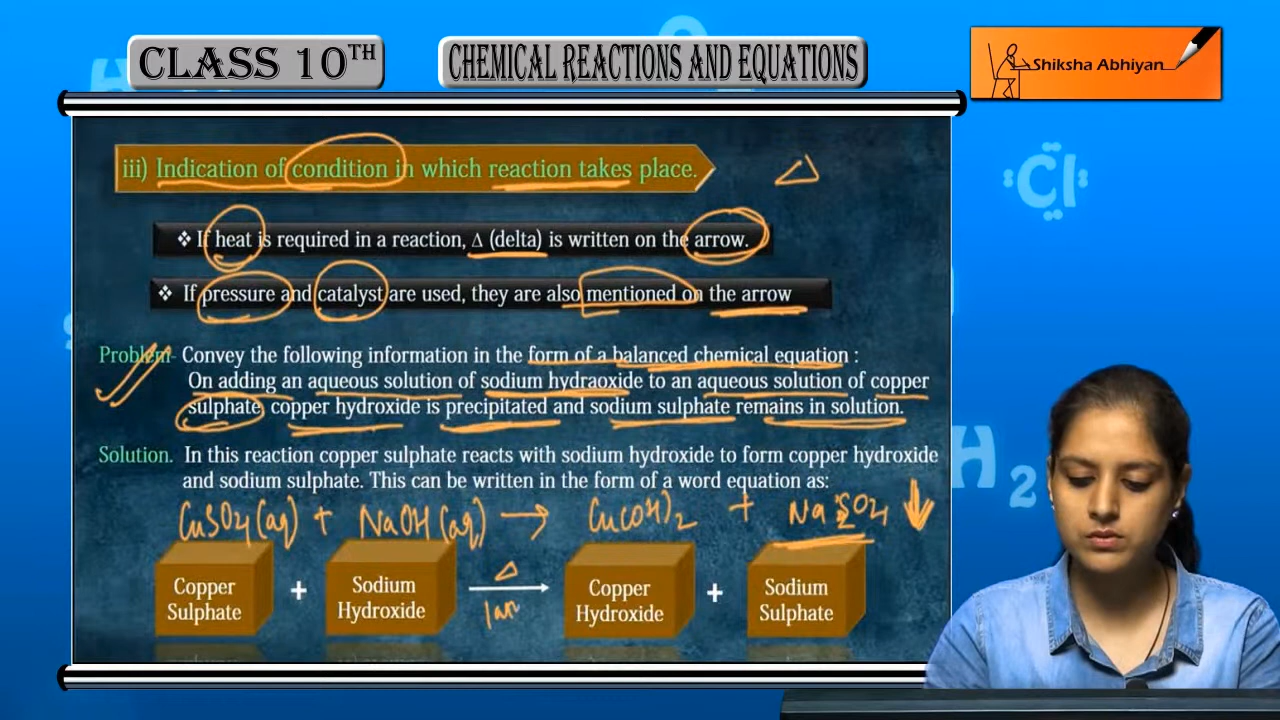 CLASS 10TH
CHEMICAL REACTIONS AND EQUATIONS
Shiksha Abhiyan
iii) Indication of condition in which reaction takes place.
Δ
❖ If heat is required in a reaction, Δ (delta) is written on the arrow.
❖ If pressure and catalyst are used, they are also mentioned on the arrow
Problem- Convey the following information in the form of a balanced chemical equation :
On adding an aqueous solution of sodium hydraoxide to an aqueous solution of copper
sulphate, copper hydroxide is precipitated and sodium sulphate remains in solution.
Solution. In this reaction copper sulphate reacts with sodium hydroxide to form copper hydroxide
and sodium sulphate. This can be written in the form of a word equation as:
CuSO4 (aq) + NaOH (aq) → Cu(OH)2 + Na2SO4 ↓
Copper
Sulphate
+
Sodium
Hydroxide
Δ
Copper
Hydroxide
+
Sodium
Sulphate
Cl
H2